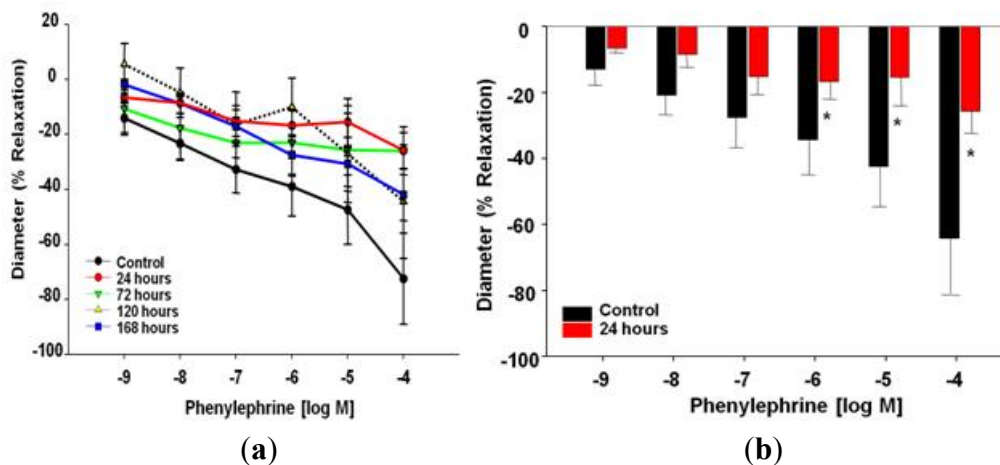 20
0
-20
-40
-60
-80
-100
Diameter (% Relaxation)
Control
24 hours
72 hours
120 hours
168 hours
-9 -8 -7 -6 -5 -4
Phenylephrine [log M]
(a)
0
-20
-40
-60
-80
-100
Diameter (% Relaxation)
* * *
Control
24 hours
-9 -8 -7 -6 -5 -4
Phenylephrine [log M]
(b)